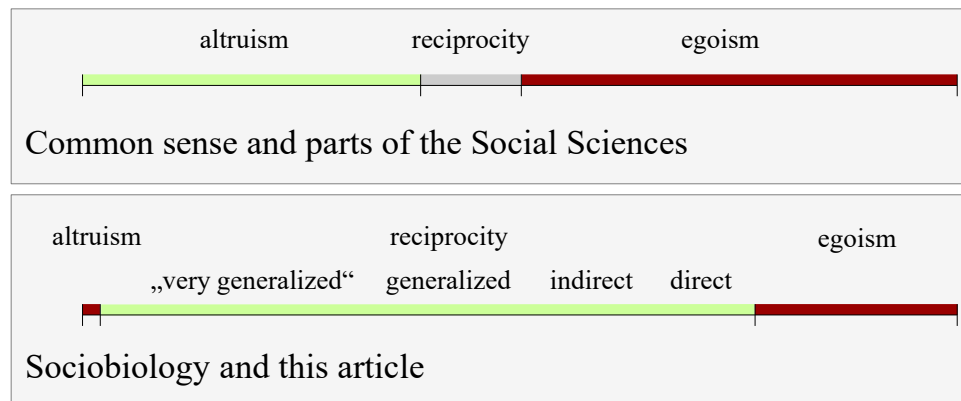 altruism reciprocity egoism
Common sense and parts of the Social Sciences
altruism reciprocity egoism
„very generalized“ generalized indirect direct
Sociobiology and this article